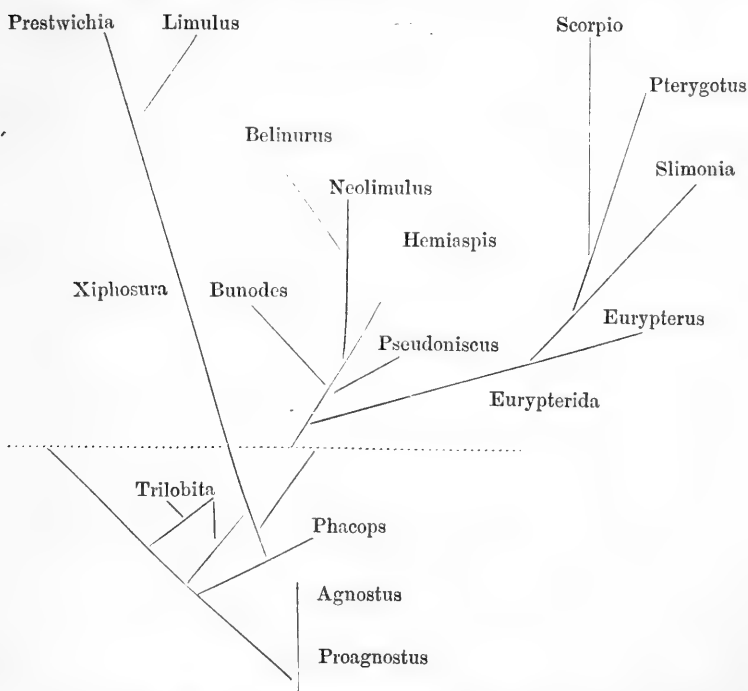 Prestwichia
Limulus
Scorpio
Pterygotus
Belinurus
Slimonia
Neolimulus
Hemiaspis
Xiphosura
Bunodes
Eurypterus
Pseudoniscus
Eurypterida
Trilobita
Phacops
Agnostus
Proagnostus